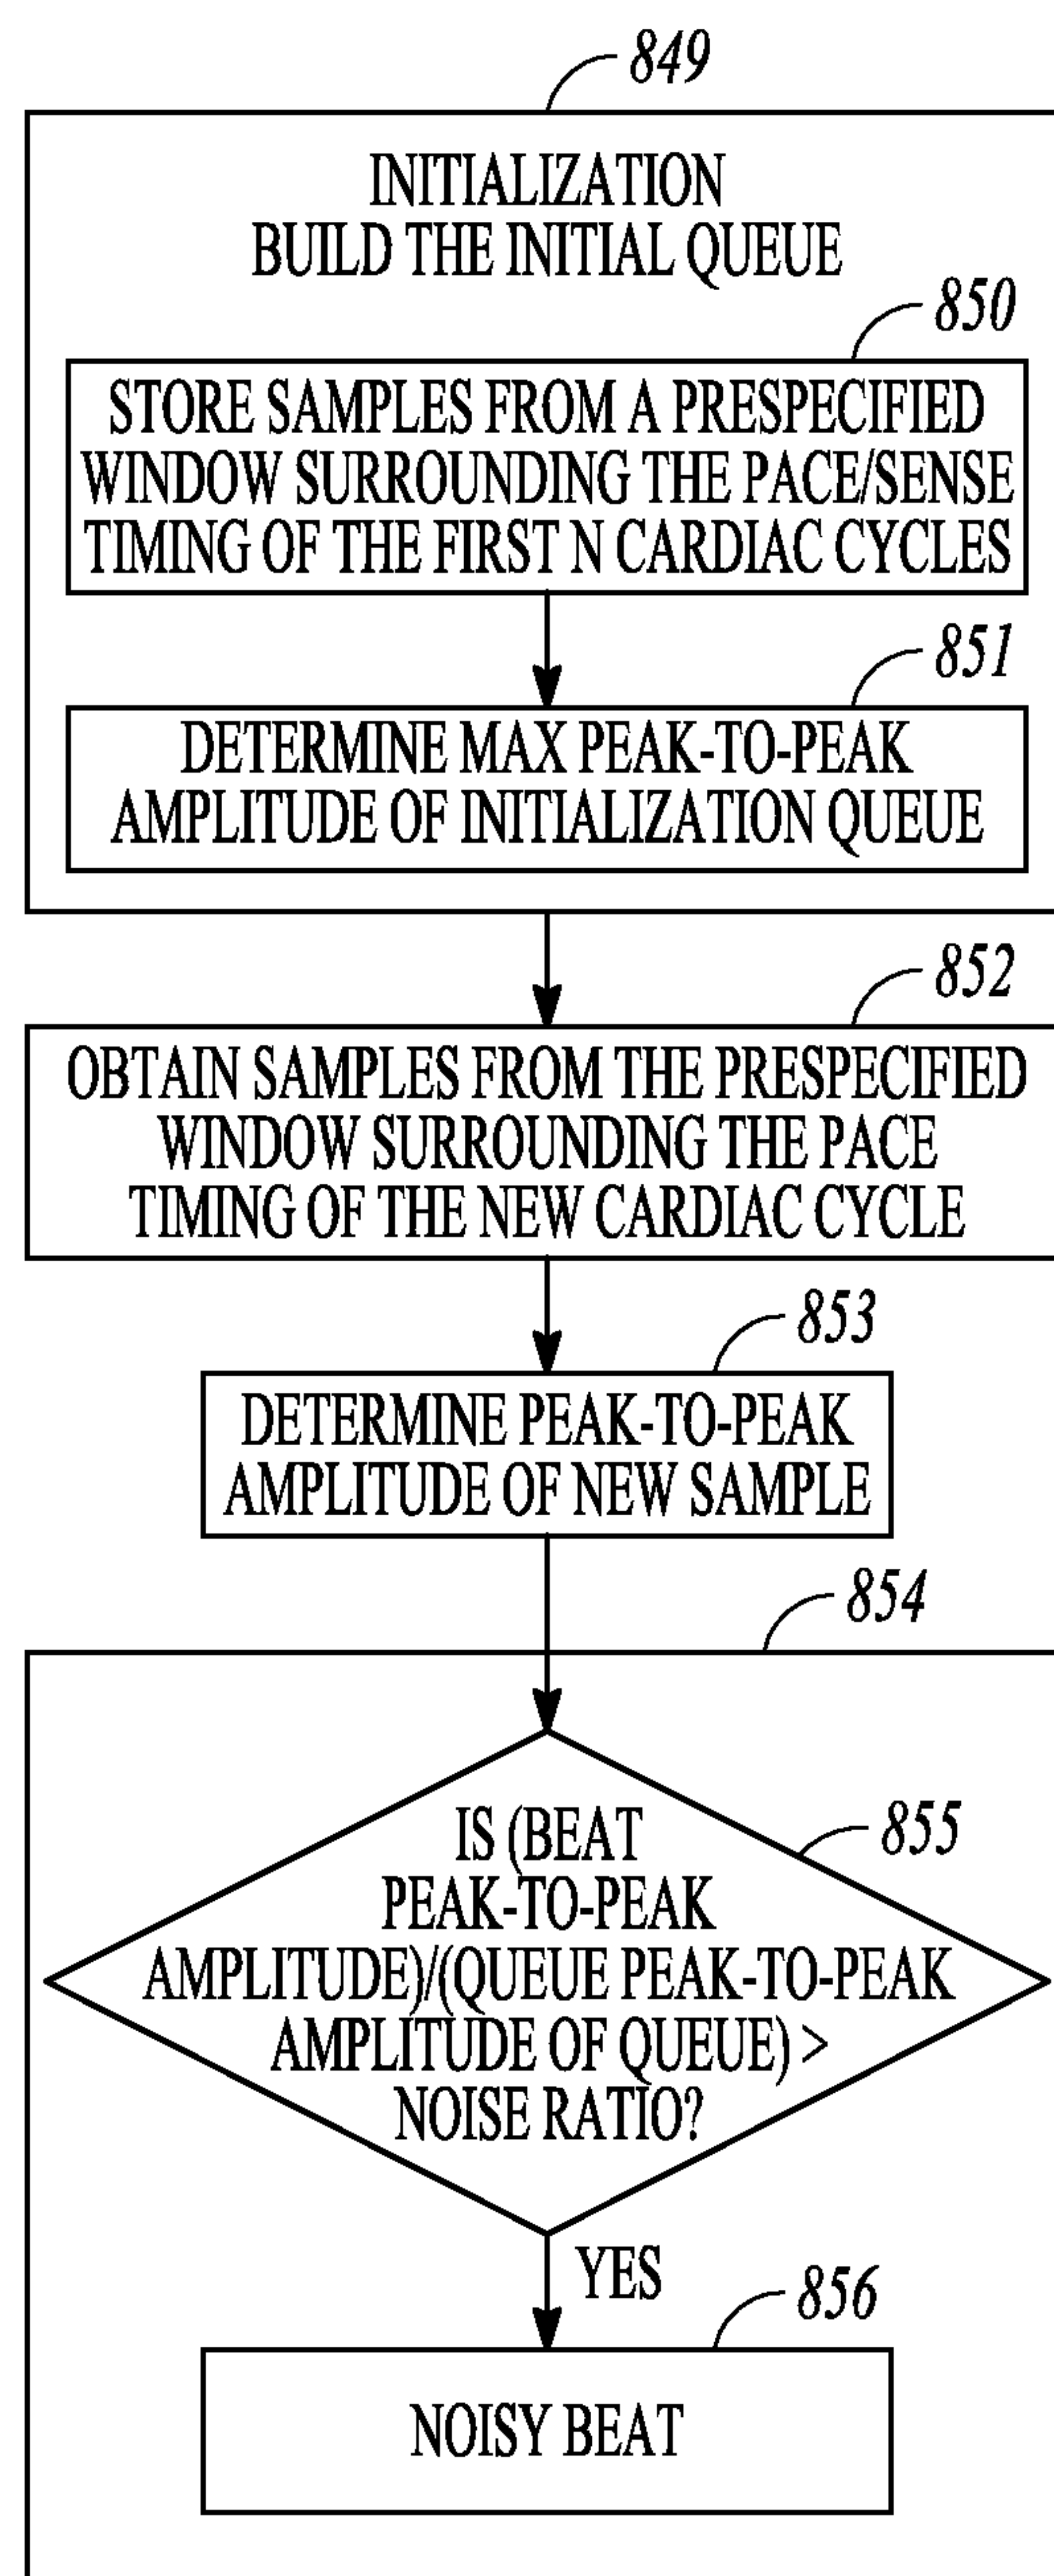 849
INITIALIZATION
BUILD THE INITIAL QUEUE
850
STORE SAMPLES FROM A PRESPECIFIED
WINDOW SURROUNDING THE PACE/SENSE
TIMING OF THE FIRST N CARDIAC CYCLES
851
DETERMINE MAX PEAK-TO-PEAK
AMPLITUDE OF INITIALIZATION QUEUE
852
OBTAIN SAMPLES FROM THE PRESPECIFIED
WINDOW SURROUNDING THE PACE
TIMING OF THE NEW CARDIAC CYCLE
853
DETERMINE PEAK-TO-PEAK
AMPLITUDE OF NEW SAMPLE
854
IS (BEAT
855
PEAK-TO-PEAK
AMPLITUDE)/(QUEUE PEAK-TO-PEAK
AMPLITUDE OF QUEUE) >
NOISE RATIO?
YES
856
NOISY BEAT